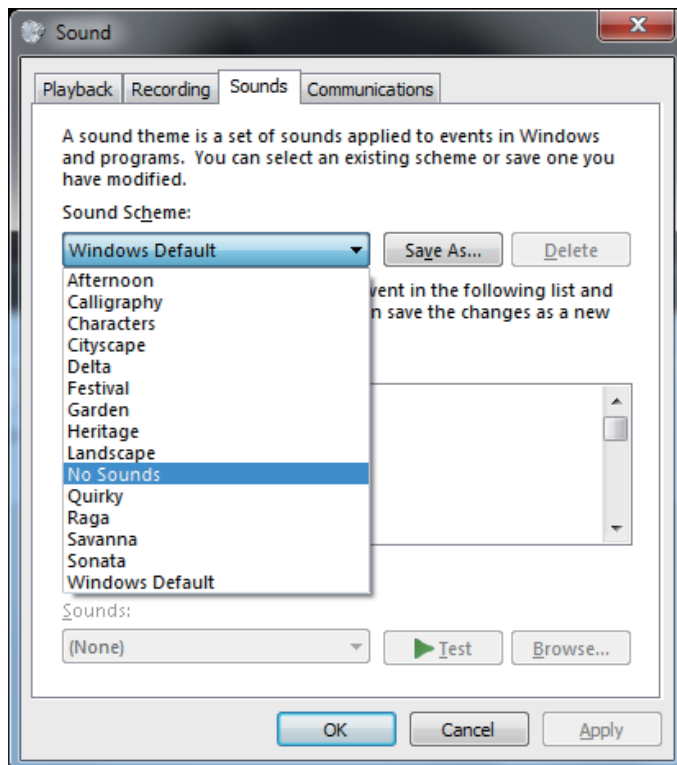 Sound
Playback Recording Sounds Communications
A sound theme is a set of sounds applied to events in Windows
and programs. You can select an existing scheme or save one you
have modified.
Sound Scheme:
Windows Default Save As... Delete
Afternoon
Calligraphy
Characters
Cityscape
Delta
Festival
Garden
Heritage
Landscape
No Sounds
Quirky
Raga
Savanna
Sonata
Windows Default
vent in the following list and
n save the changes as a new
Sounds:
(None) Test Browse...
OK Cancel Apply